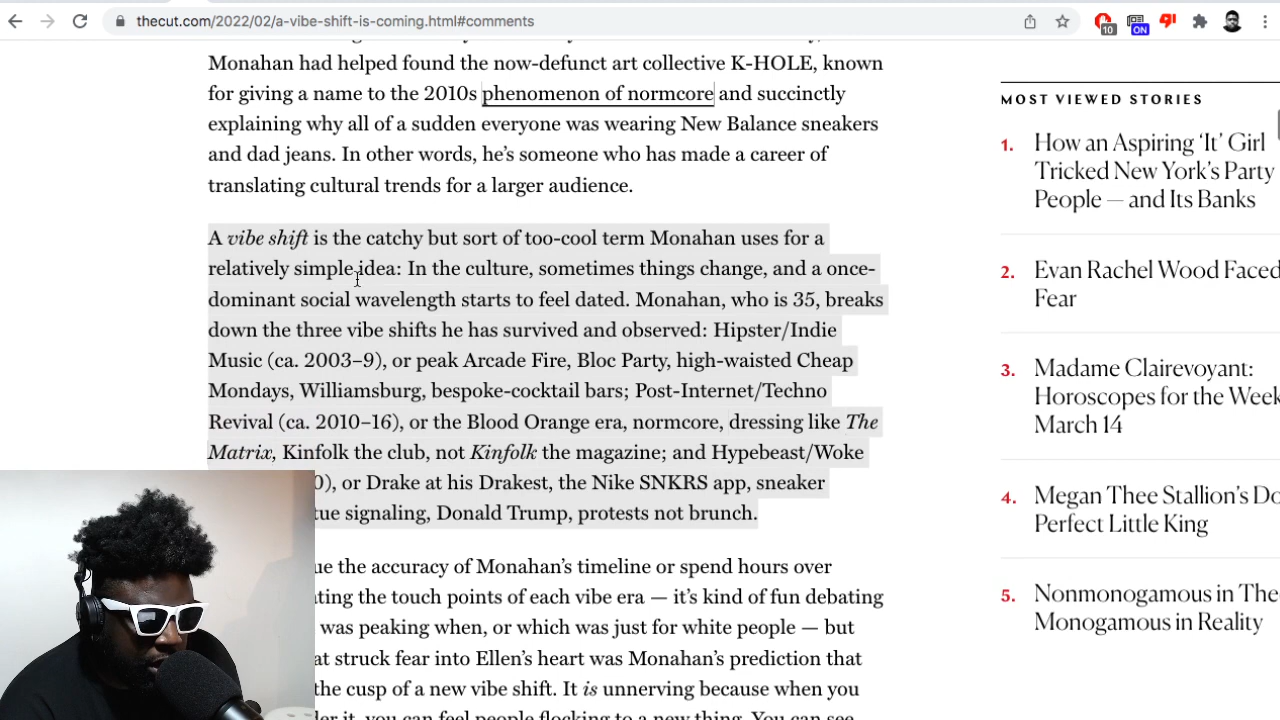 thecut.com/2022/02/a-vibe-shift-is-coming.html#comments
10
ON
Monahan had helped found the now-defunct art collective K-HOLE, known
for giving a name to the 2010s phenomenon of normcore and succinctly
explaining why all of a sudden everyone was wearing New Balance sneakers
and dad jeans. In other words, he's someone who has made a career of
translating cultural trends for a larger audience.
A vibe shift is the catchy but sort of too-cool term Monahan uses for a
relatively simple idea: In the culture, sometimes things change, and a once-
dominant social wavelength starts to feel dated. Monahan, who is 35, breaks
down the three vibe shifts he has survived and observed: Hipster/Indie
Music (ca. 2003–9), or peak Arcade Fire, Bloc Party, high-waisted Cheap
Mondays, Williamsburg, bespoke-cocktail bars; Post-Internet/Techno
Revival (ca. 2010–16), or the Blood Orange era, normcore, dressing like The
Matrix, Kinfolk the club, not Kinfolk the magazine; and Hypebeast/Woke
0), or Drake at his Drakest, the Nike SNKRS app, sneaker
tue signaling, Donald Trump, protests not brunch.
ue the accuracy of Monahan's timeline or spend hours over
ting the touch points of each vibe era — it's kind of fun debating
was peaking when, or which was just for white people — but
at struck fear into Ellen's heart was Monahan's prediction that
the cusp of a new vibe shift. It is unnerving because when you
it, you can feel people flocking to a new thing. You can see
MOST VIEWED STORIES
1. How an Aspiring 'It' Girl
Tricked New York's Party
People — and Its Banks
2. Evan Rachel Wood Faced
Fear
3. Madame Clairevoyant:
Horoscopes for the Week
March 14
4. Megan Thee Stallion's Do
Perfect Little King
5. Nonmonogamous in The
Monogamous in Reality